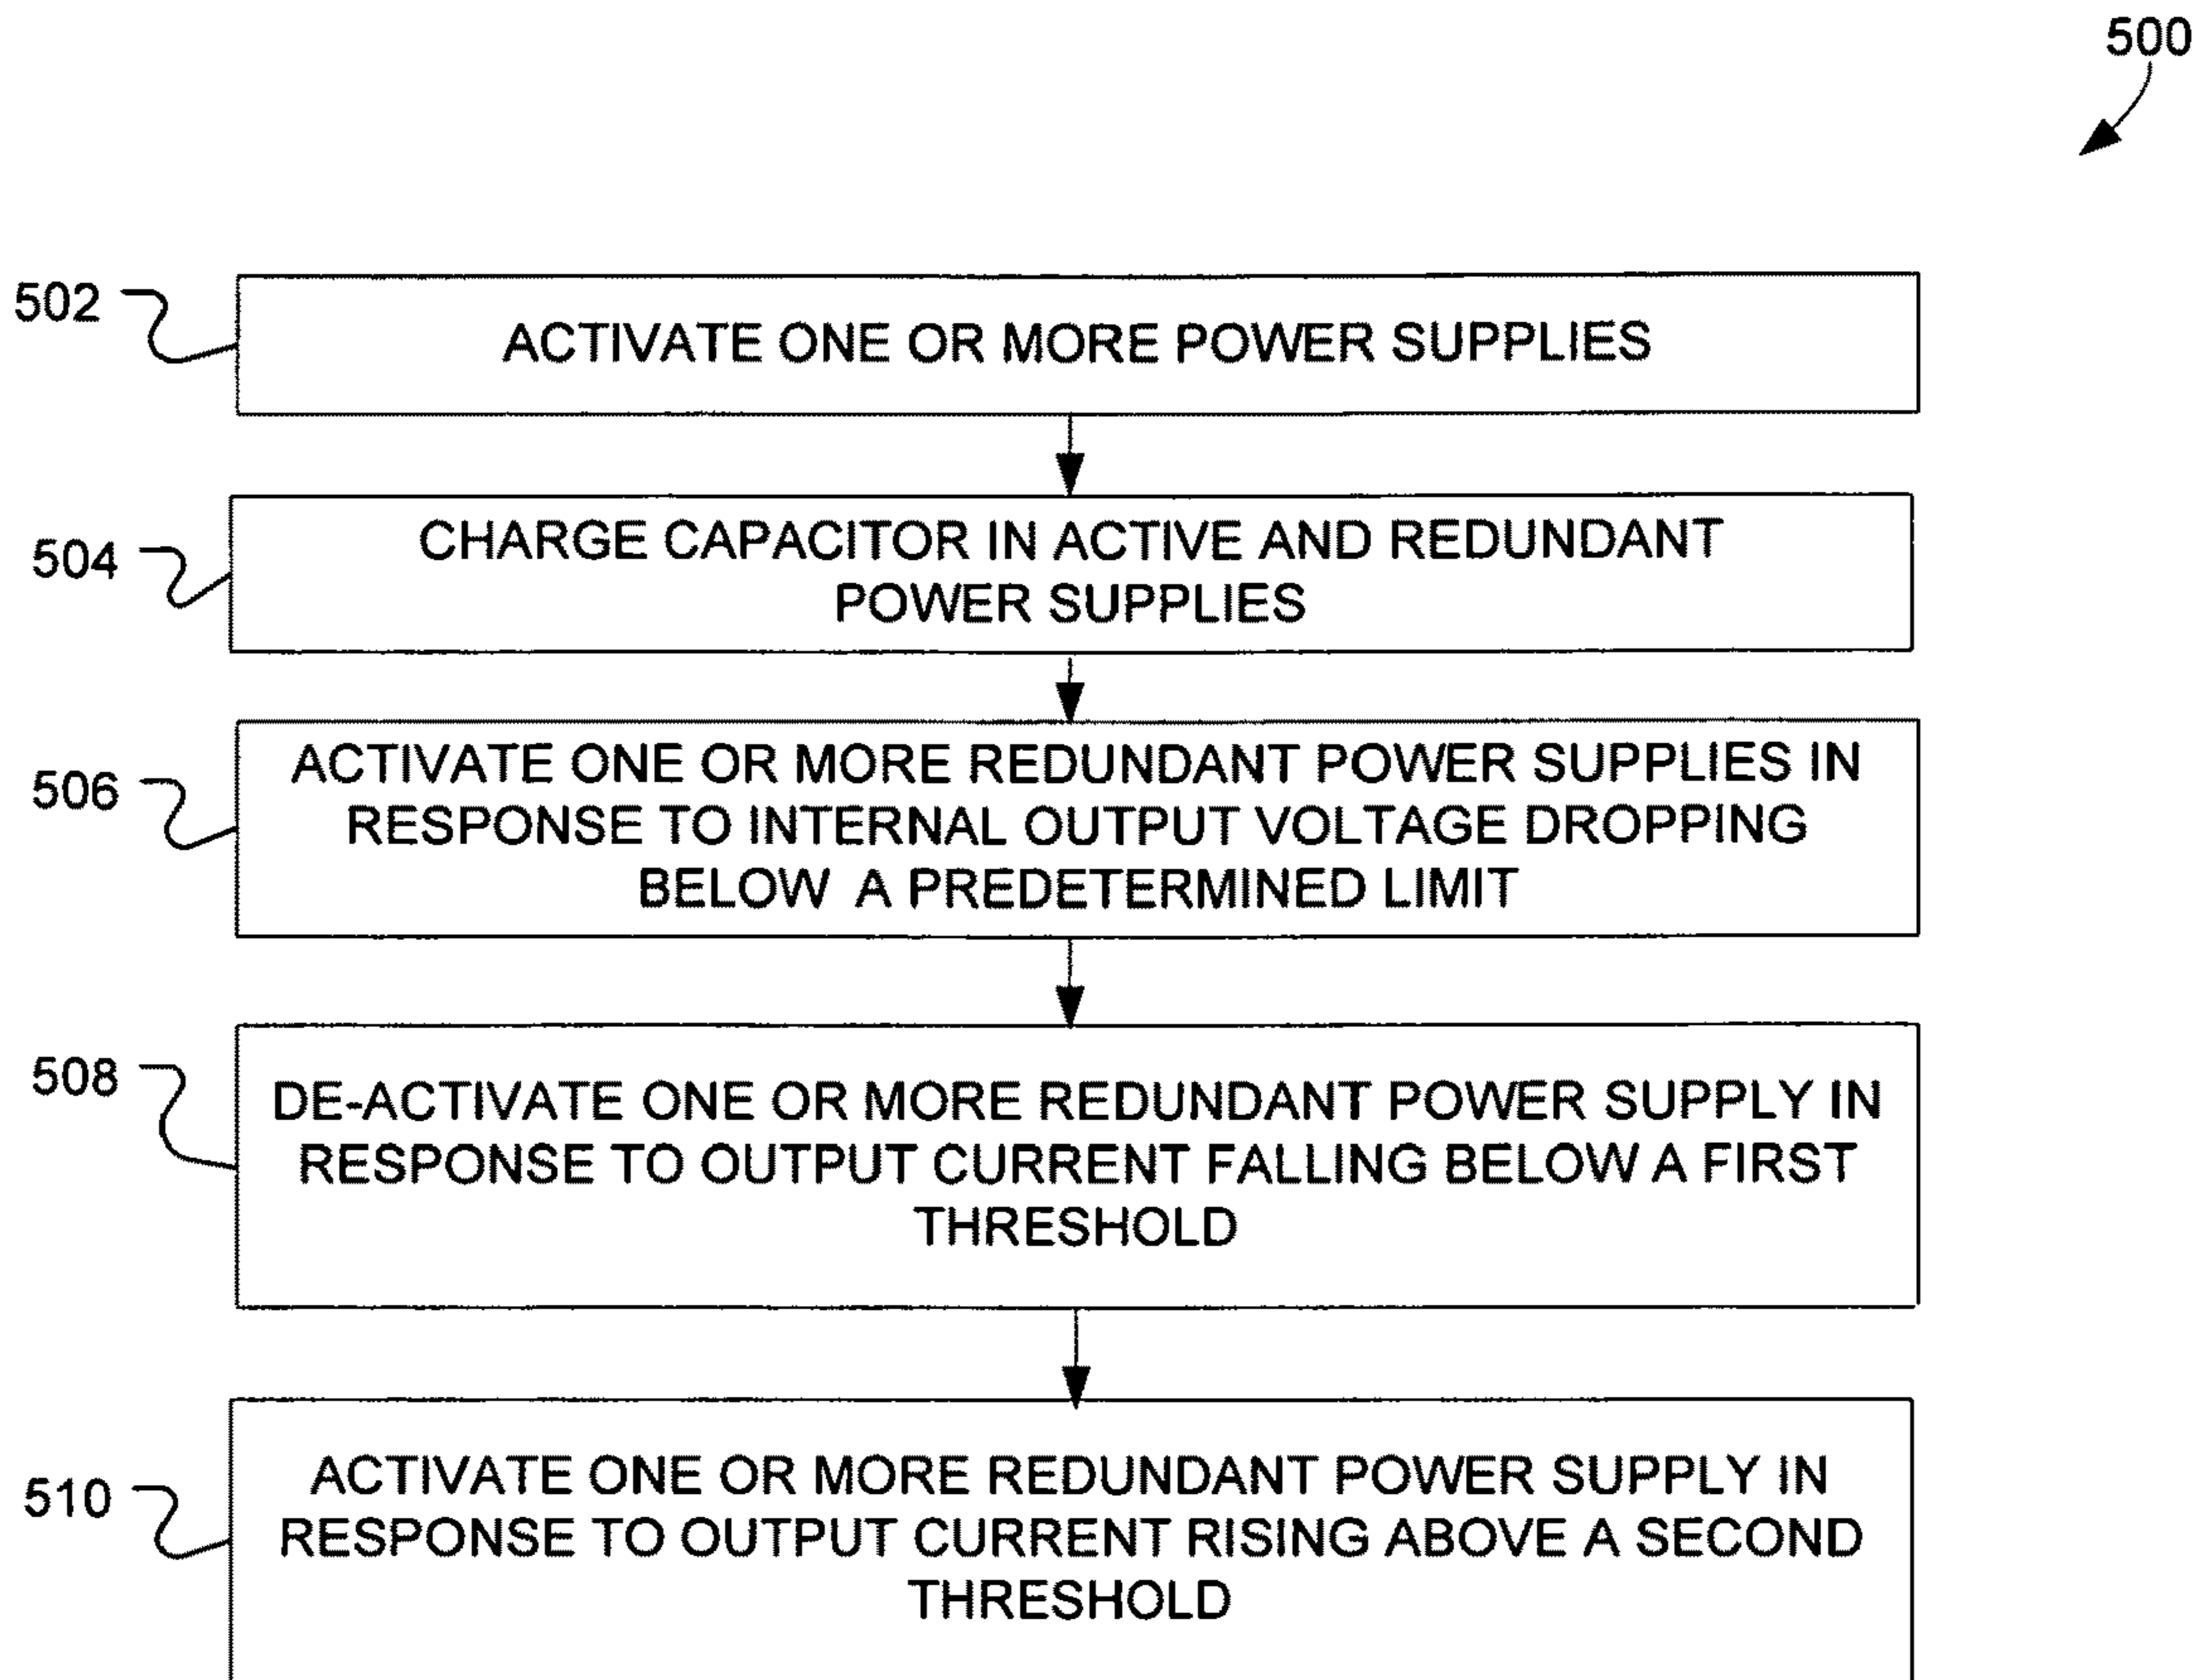 500
502
ACTIVATE ONE OR MORE POWER SUPPLIES
504
CHARGE CAPACITOR IN ACTIVE AND REDUNDANT
POWER SUPPLIES
506
ACTIVATE ONE OR MORE REDUNDANT POWER SUPPLIES IN
RESPONSE TO INTERNAL OUTPUT VOLTAGE DROPPING
BELOW A PREDETERMINED LIMIT
508
DE-ACTIVATE ONE OR MORE REDUNDANT POWER SUPPLY IN
RESPONSE TO OUTPUT CURRENT FALLING BELOW A FIRST
THRESHOLD
510
ACTIVATE ONE OR MORE REDUNDANT POWER SUPPLY IN
RESPONSE TO OUTPUT CURRENT RISING ABOVE A SECOND
THRESHOLD